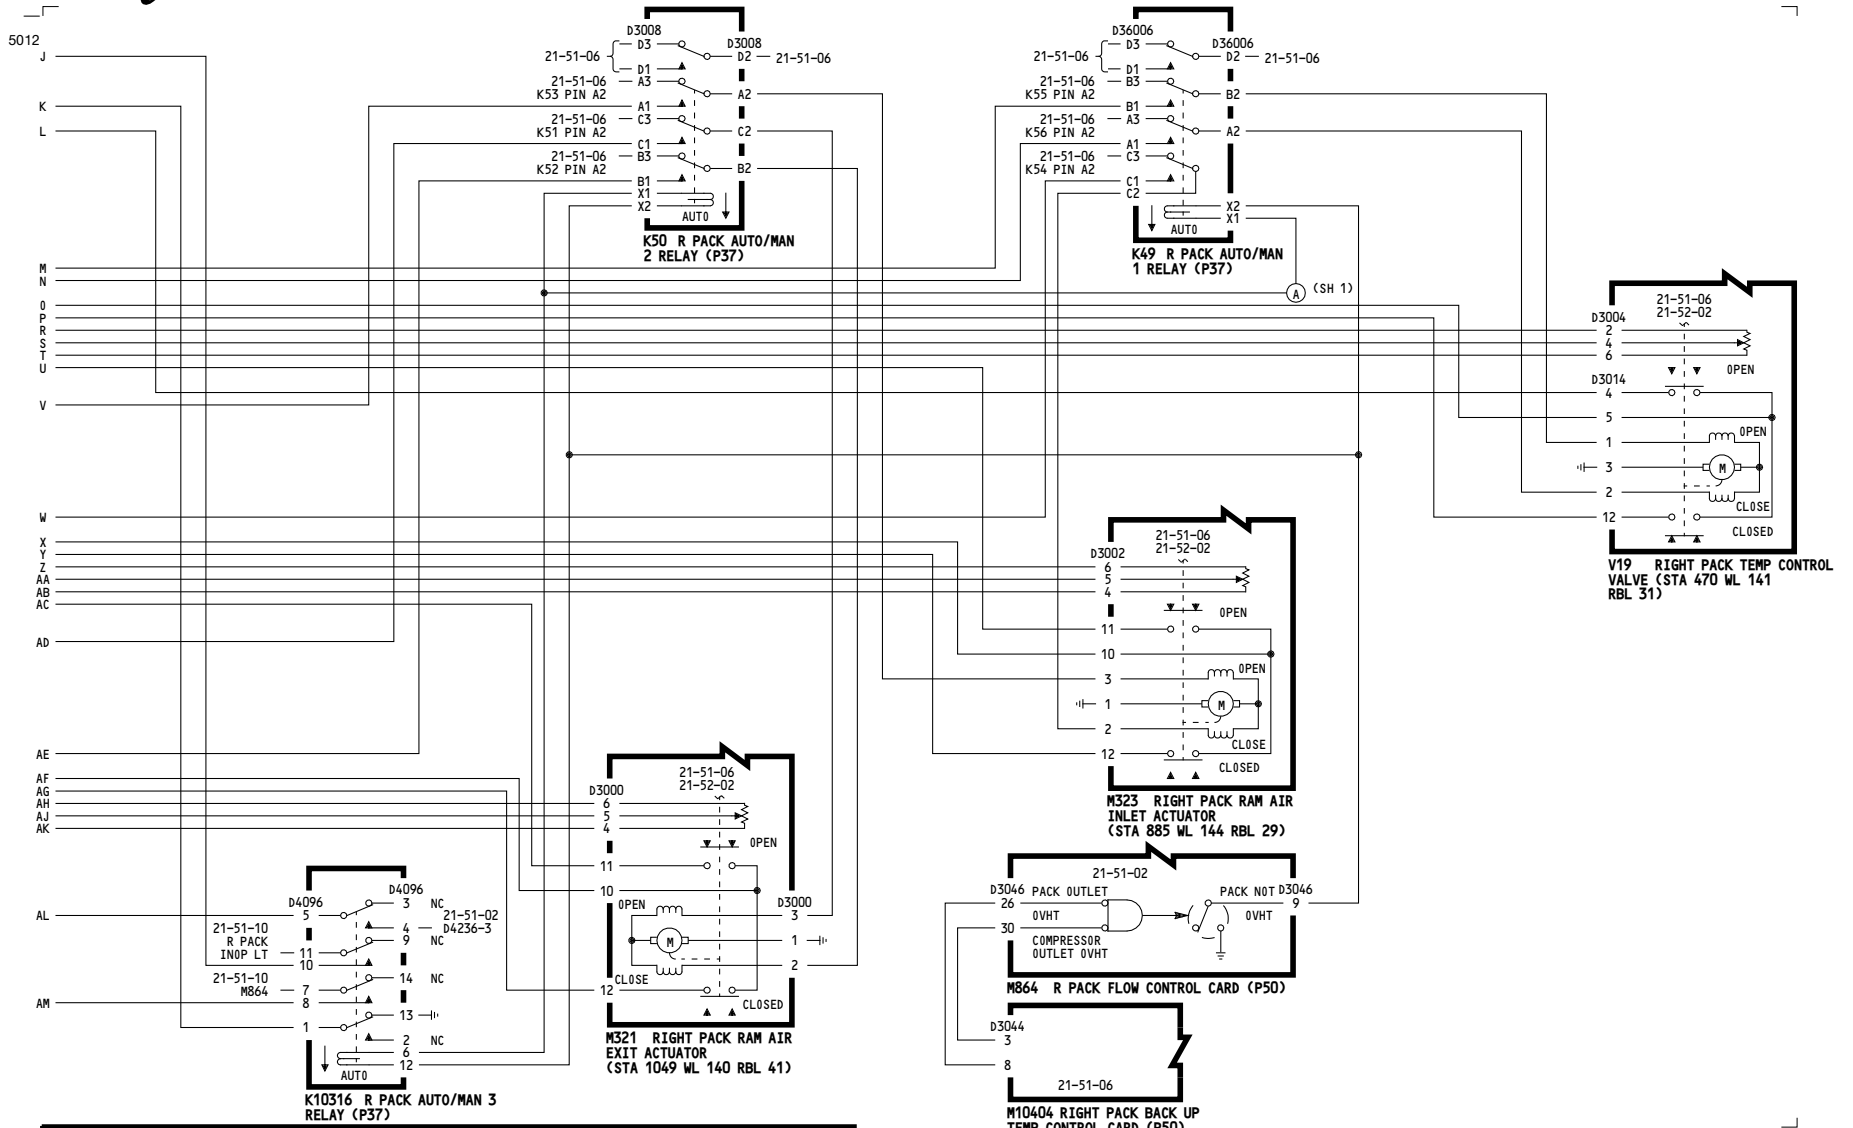 5012
J
K
L
M
N
O
P
R
S
T
U
V
W
X
Y
Z
AA
AB
AC
AD
AE
AF
AG
AH
AJ
AK
AL
AM
D3008
D3
D3008
21-51-06
D2
21-51-06
D1
21-51-06
A3
K53 PIN A2
A2
A1
21-51-06
C3
K51 PIN A2
C2
C1
21-51-06
B3
K52 PIN A2
B2
B1
X1
X2
AUTO
K50 R PACK AUTO/MAN
2 RELAY (P37)
D36006
D3
D36006
21-51-06
D2
21-51-06
D1
21-51-06
B3
K55 PIN A2
B2
B1
21-51-06
A3
K56 PIN A2
A2
A1
21-51-06
C3
K54 PIN A2
C1
C2
X2
X1
AUTO
K49 R PACK AUTO/MAN
1 RELAY (P37)
A
(SH 1)
21-51-06
21-52-02
D3004
2
4
6
OPEN
D3014
4
5
OPEN
1
M
3
2
CLOSE
12
CLOSED
V19 RIGHT PACK TEMP CONTROL
VALVE (STA 470 WL 141
RBL 31)
21-51-06
21-52-02
D3002
6
5
4
OPEN
11
10
OPEN
3
M
1
2
CLOSE
12
CLOSED
M323 RIGHT PACK RAM AIR
INLET ACTUATOR
(STA 885 WL 144 RBL 29)
21-51-06
21-52-02
D3000
6
5
4
OPEN
11
10
OPEN
D3000
3
M
1
2
CLOSE
12
CLOSED
M321 RIGHT PACK RAM AIR
EXIT ACTUATOR
(STA 1049 WL 140 RBL 41)
21-51-02
D3046
PACK OUTLET
PACK NOT
D3046
26
9
OVHT
OVHT
30
COMPRESSOR
OUTLET OVHT
M864 R PACK FLOW CONTROL CARD (P50)
D3044
3
8
21-51-06
M10404 RIGHT PACK BACK UP
TEMP CONTROL CARD (P50)
D4096
D4096
3 NC
5
21-51-02
4
D4236-3
21-51-10
R PACK
INOP LT
9 NC
11
10
21-51-10
M864
14 NC
7
8
13
1
2 NC
6
12
AUTO
K10316 R PACK AUTO/MAN 3
RELAY (P37)